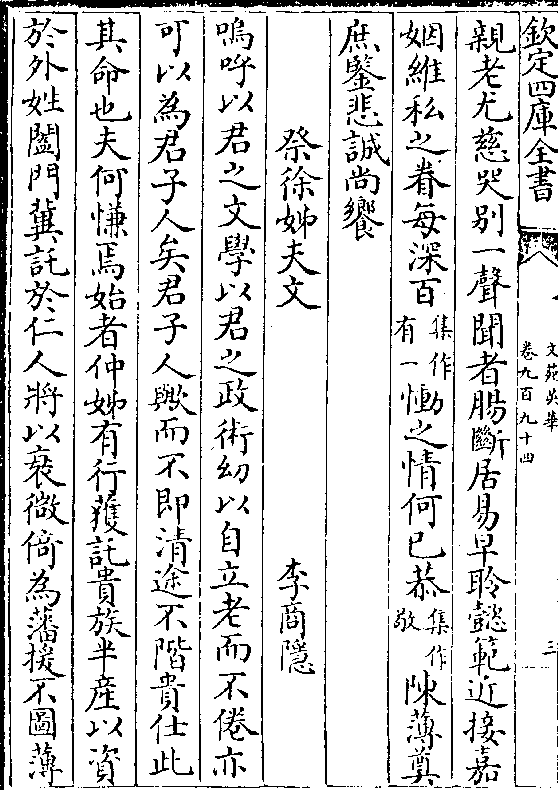 欽定四庫全書
文苑英華
卷九百九十四
三
親老尤慈哭别一聲聞者腸斷居易早聆懿範近接嘉
姻維私之眷每深百集作有一慟之情何已恭集作敬陳薄奠
庶鑒悲誠尚饗
祭徐姊夫文
李商隱
嗚呼以君之文學以君之政術幼以自立老而不倦亦
可以為君子人矣君子人歟而不即清途不階貴仕此
其命也夫何慊焉始者仲姊有行獲託貴族半產以資
於外姓闔門冀託於仁人將以衰微倚為藩援不圖薄